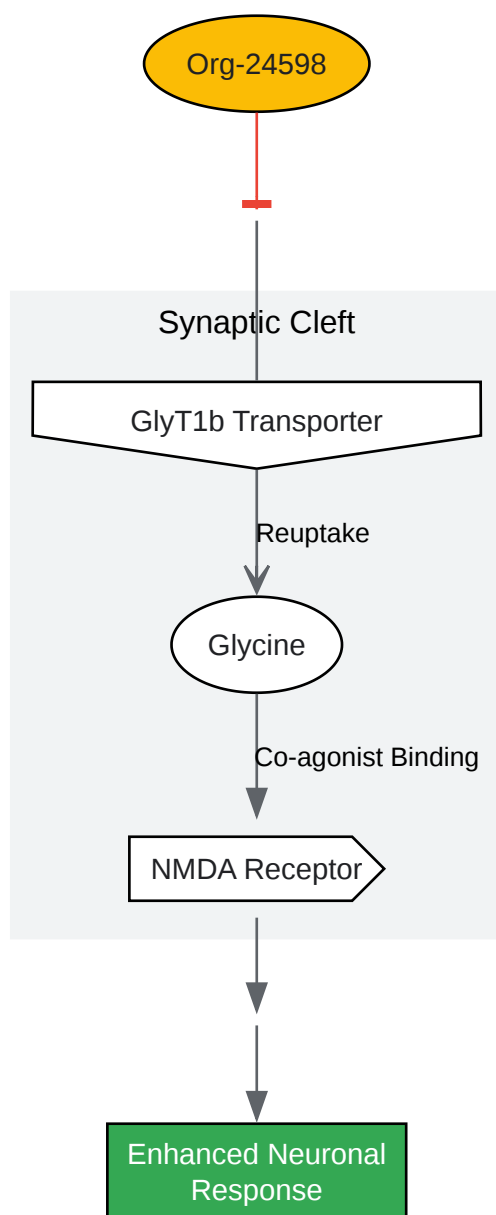 Org-24598
Synaptic Cleft
GlyT1b Transporter
Reuptake
Glycine
Co-agonist Binding
NMDA Receptor
Enhanced Neuronal
Response